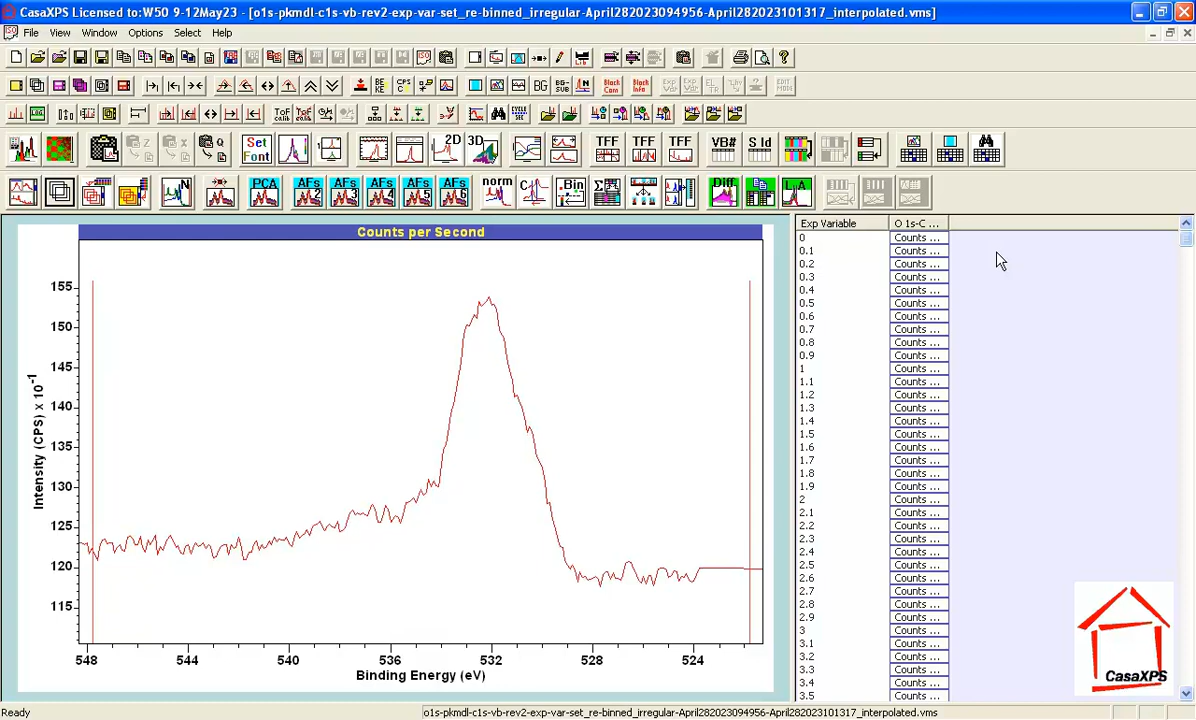 CasaXPS Licensed to:W50 9-12May23 - [o1s-pkmdl-c1s-vb-rev2-exp-var-set_re-binned_irregular-April282023094956-April282023101317_interpolated.vms]
File View Window Options Select Help
Set Font
2D
3D
TFF TFF TFF
VB# S Id
PCA
AFs 2
AFs 3
AFs 4
AFs 5
AFs 6
norm
Bin
Diff
Counts per Second
155
150
145
140
135
130
125
120
115
Intensity (CPS) x 10-1
548 544 540 536 532 528 524
Binding Energy (eV)
Exp Variable O 1s-C ...
0 Counts ...
0.1 Counts ...
0.2 Counts ...
0.3 Counts ...
0.4 Counts ...
0.5 Counts ...
0.6 Counts ...
0.7 Counts ...
0.8 Counts ...
0.9 Counts ...
1 Counts ...
1.1 Counts ...
1.2 Counts ...
1.3 Counts ...
1.4 Counts ...
1.5 Counts ...
1.6 Counts ...
1.7 Counts ...
1.8 Counts ...
1.9 Counts ...
2 Counts ...
2.1 Counts ...
2.2 Counts ...
2.3 Counts ...
2.4 Counts ...
2.5 Counts ...
2.6 Counts ...
2.7 Counts ...
2.8 Counts ...
2.9 Counts ...
3 Counts ...
3.1 Counts ...
3.2 Counts ...
3.3 Counts ...
3.4 Counts ...
3.5 Counts ...
CasaXPS
Ready
o1s-pkmdl-c1s-vb-rev2-exp-var-set_re-binned_irregular-April282023094956-April282023101317_interpolated.vms